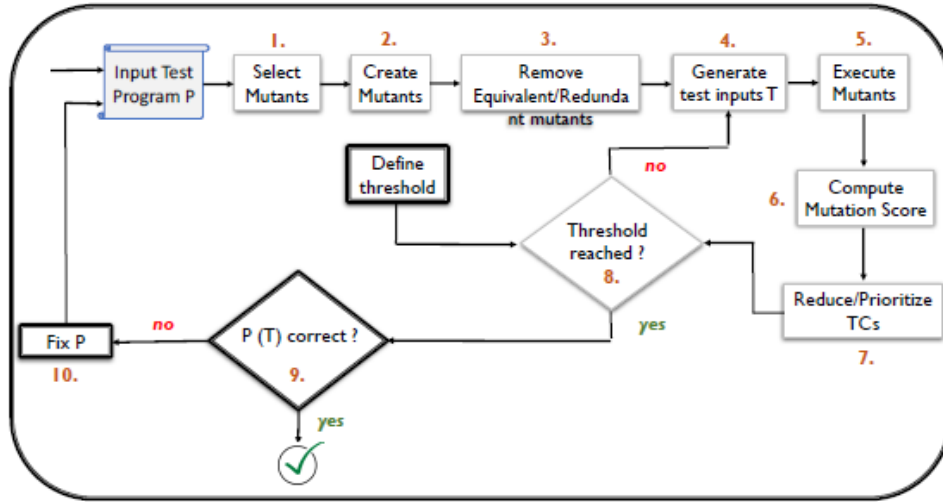 1.
2.
3.
4.
5.
Input Test
Program P
Select
Mutants
Create
Mutants
Remove
Equivalent/Redunda
nt mutants
Generate
test inputs T
Execute
Mutants
Define
threshold
no
6.
Compute
Mutation Score
Threshold
reached ?
8.
Reduce/Prioritize
TCs
7.
yes
no
P (T) correct ?
9.
Fix P
10.
yes